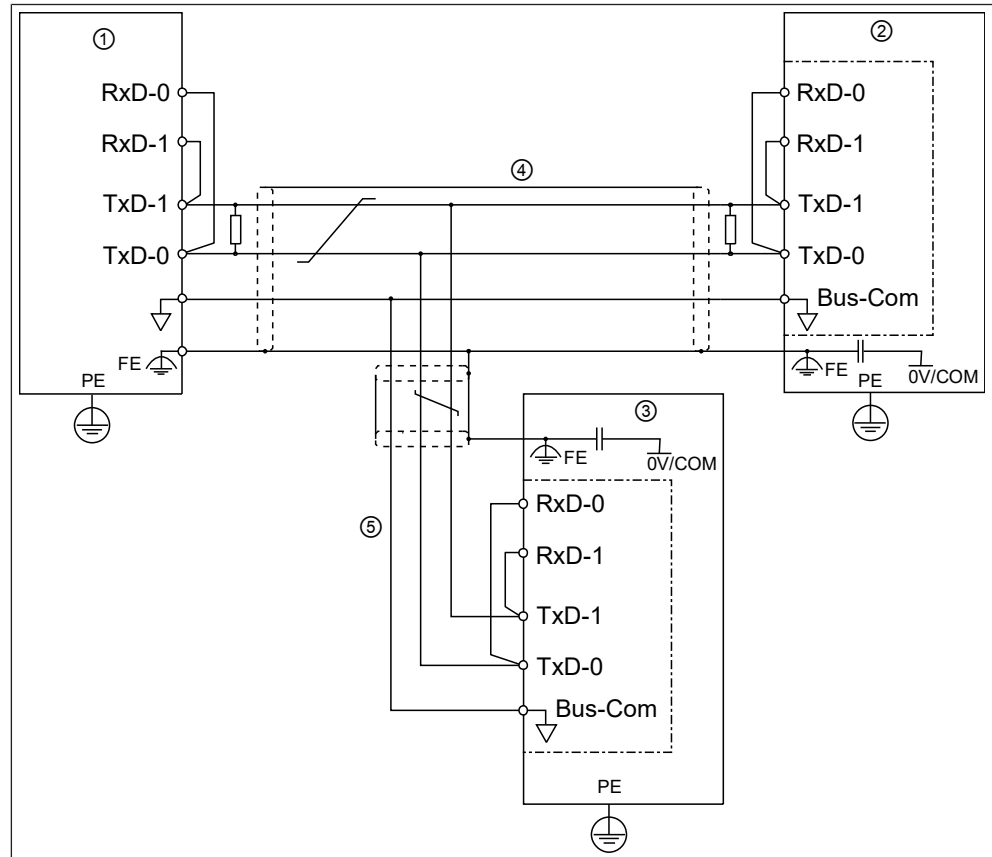 ①
RxD-0
RxD-1
TxD-1
TxD-0
FE
PE
④
②
RxD-0
RxD-1
TxD-1
TxD-0
Bus-Com
FE
0V/COM
PE
③
FE
0V/COM
⑤
RxD-0
RxD-1
TxD-1
TxD-0
Bus-Com
PE